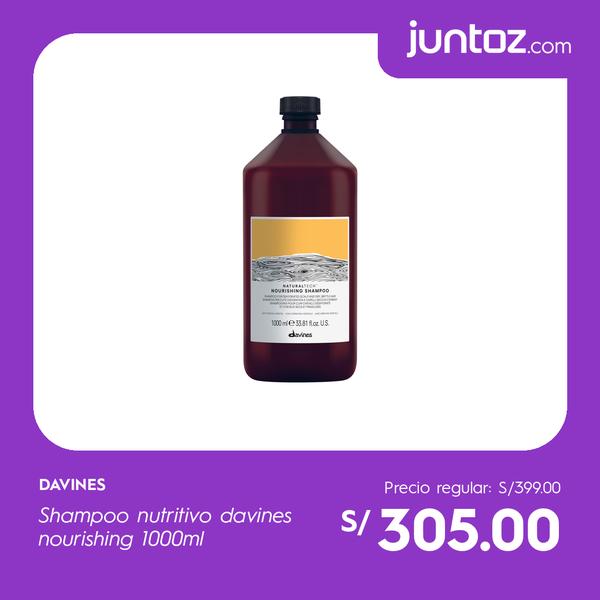 juntoz.com
NATURALTECH™
NOURISHING SHAMPOO
1000 ml ℮ 33.81 fl.oz. U.S.
davines
DAVINES
Shampoo nutritivo davines
nourishing 1000ml
Precio regular: S/399.00
S/ 305.00